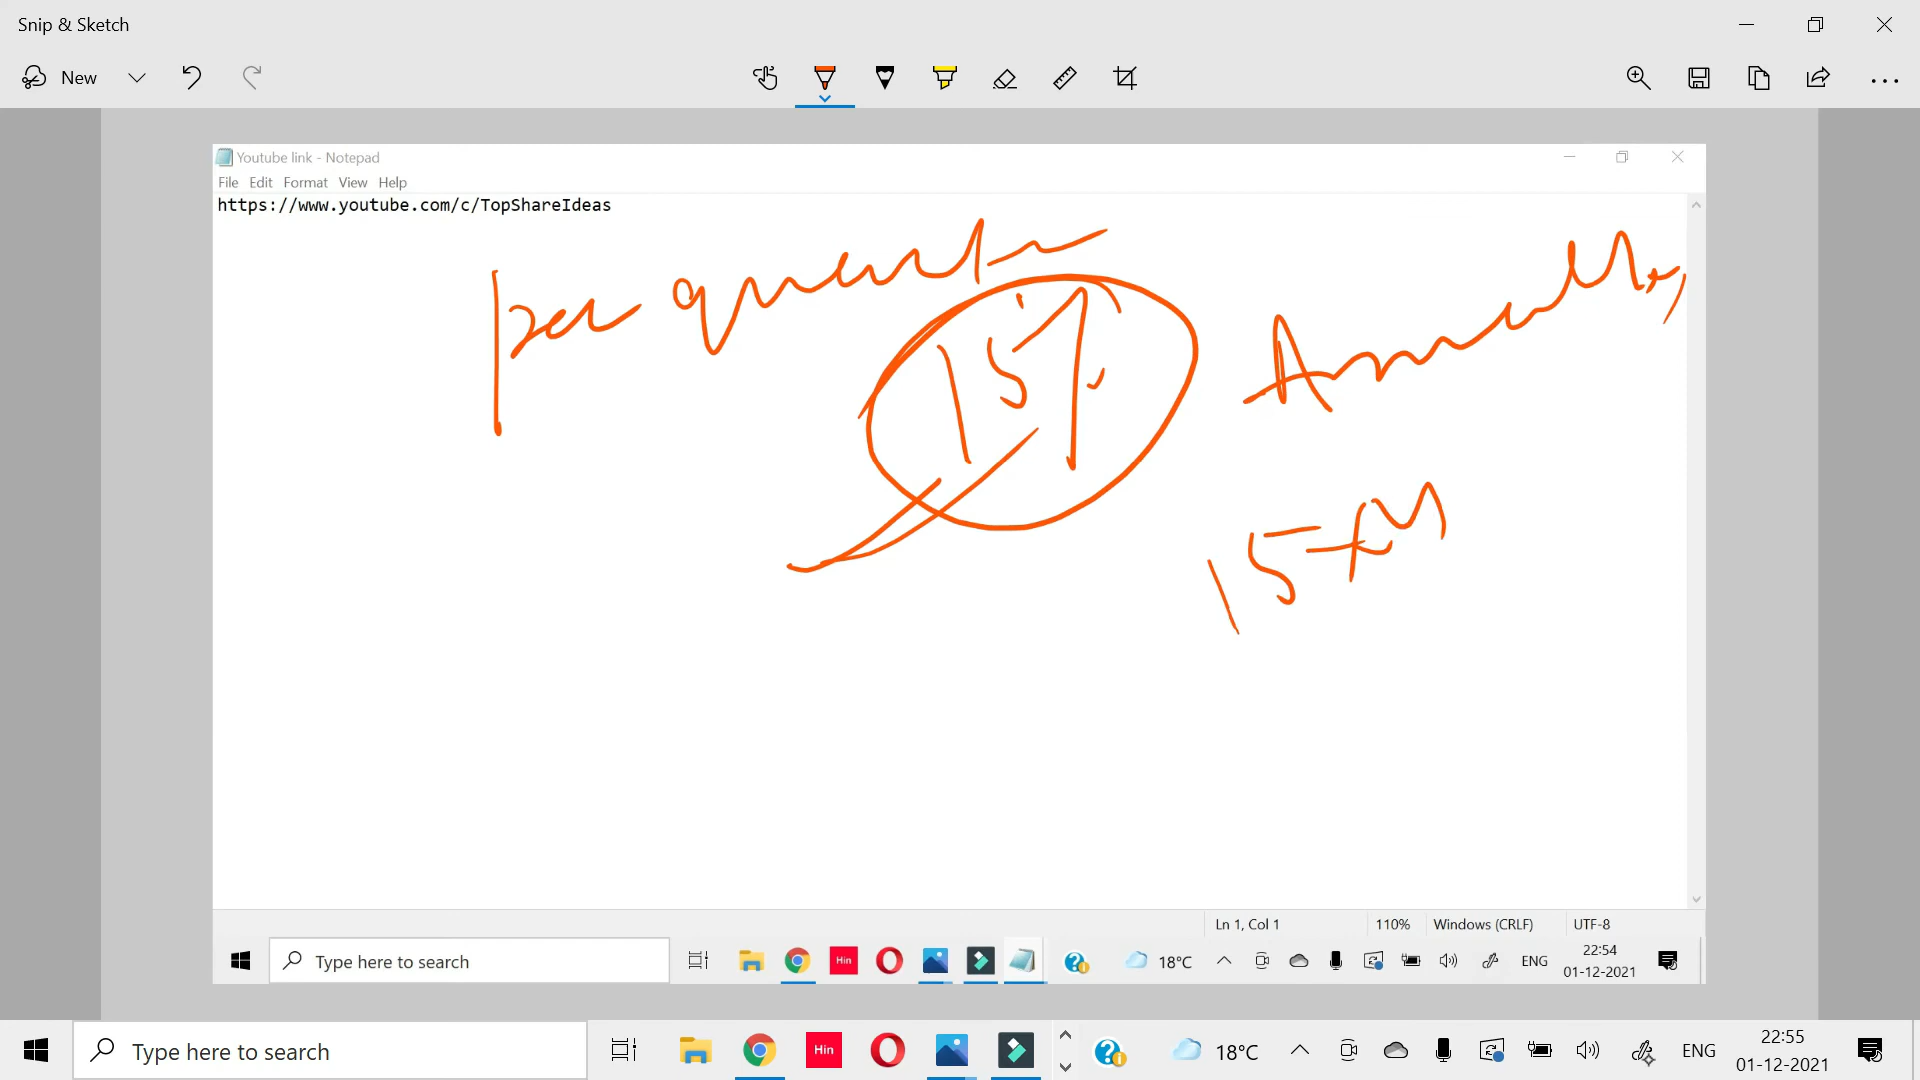 Snip & Sketch
New
Youtube link - Notepad
File Edit Format View Help
https://www.youtube.com/c/TopShareIdeas
per quarter
15%
Annually
15
Ln 1, Col 1 110% Windows (CRLF) UTF-8
Type here to search
Hin
18°C
ENG
22:54
01-12-2021
Type here to search
Hin
18°C
ENG
22:55
01-12-2021